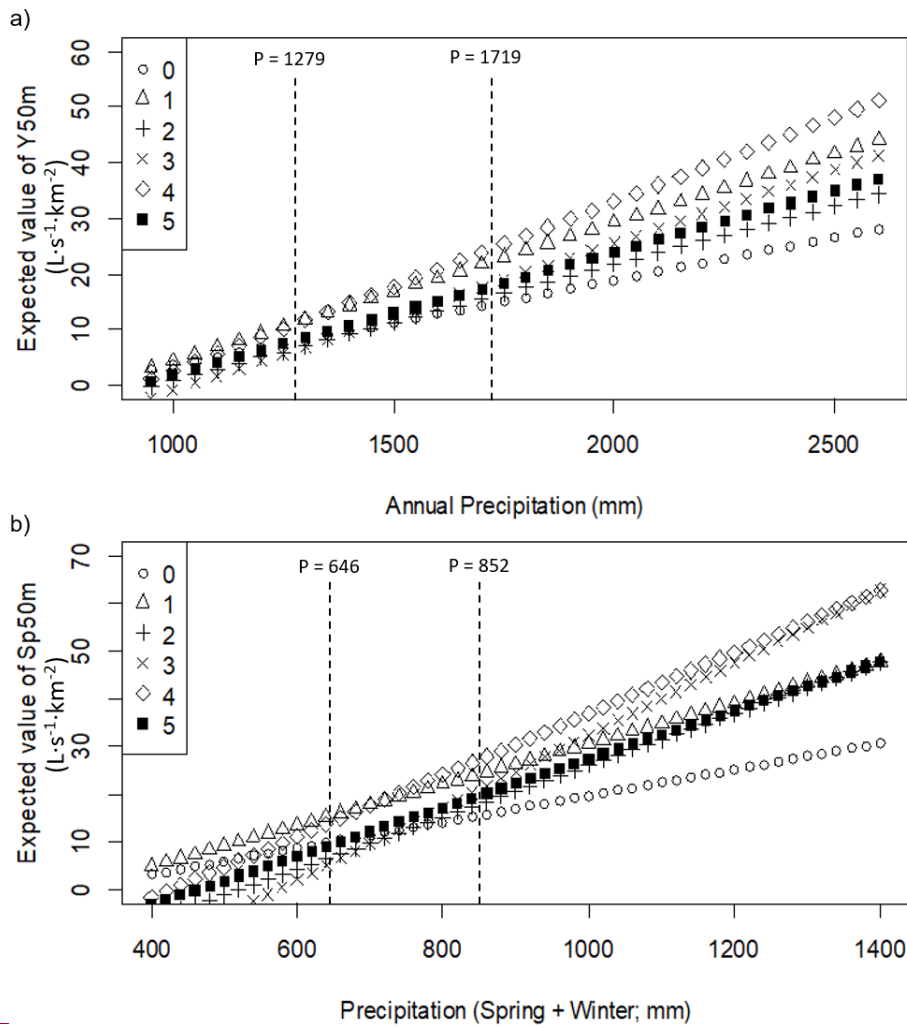 a)
P = 1279
P = 1719
0
1
2
3
4
5
Expected value of Y50m
(L·s⁻¹·km⁻²)
0
10
20
30
40
50
60
1000
1500
2000
2500
Annual Precipitation (mm)
b)
P = 646
P = 852
0
1
2
3
4
5
Expected value of Sp50m
(L·s⁻¹·km⁻²)
0
10
30
50
70
400
600
800
1000
1200
1400
Precipitation (Spring + Winter; mm)